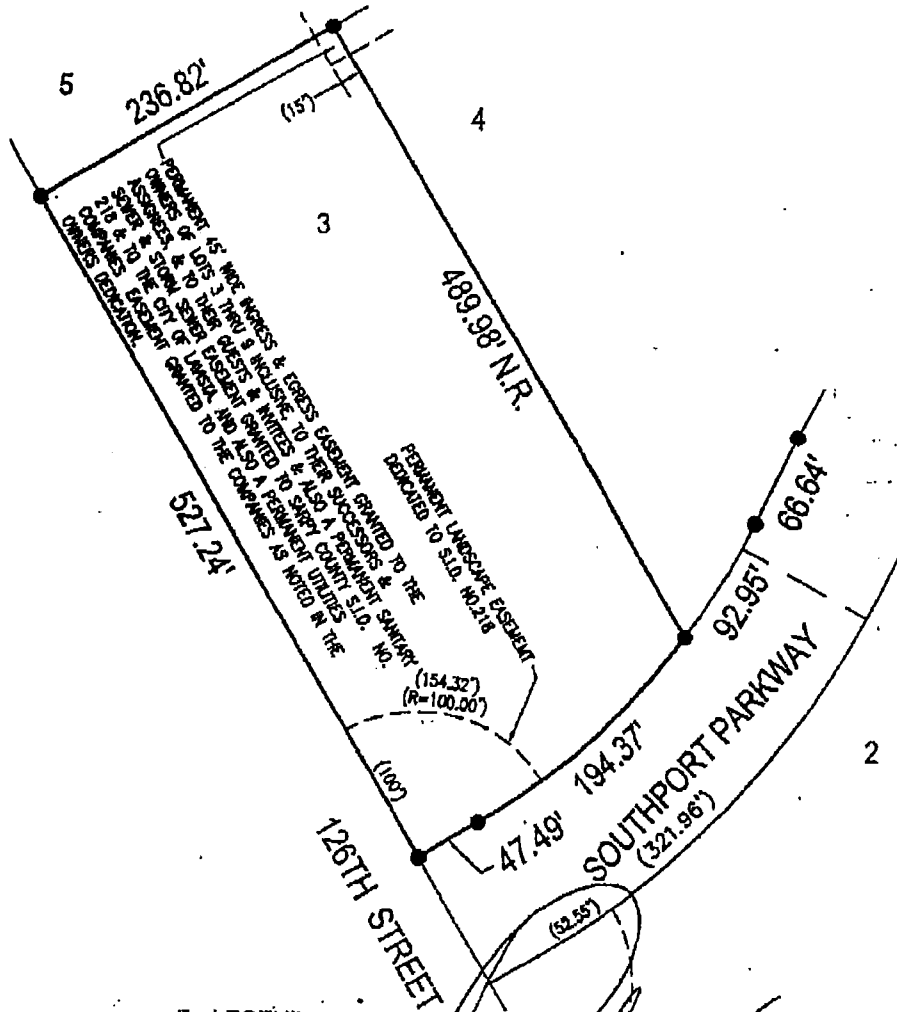 5
236.82'
(15')
4
3
PERMANENT 45' WIDE INGRESS & EGRESS EASEMENT GRANTED TO THE
OWNERS OF LOTS 3 THRU 9 INCLUSIVE, TO THEIR SUCCESSORS &
ASSIGNEES, & TO THEIR GUESTS & INVITEES & ALSO A PERMANENT SANITARY
SEWER & STORM SEWER EASEMENT GRANTED TO SARPY COUNTY S.I.D. NO.
218 & TO THE CITY OF LAVISTA AND ALSO A PERMANENT UTILITIES
COMPANIES EASEMENT GRANTED TO THE COMPANIES AS NOTED IN THE
OWNERS DEDICATION.
489.98' N.R.
PERMANENT LANDSCAPE EASEMENT
DEDICATED TO S.I.D. NO.218
527.24'
66.64'
92.95'
(154.32')
(R=100.00')
(100')
194.37'
47.49'
SOUTHPORT PARKWAY
(321.96')
2
126TH STREET
(52.55')